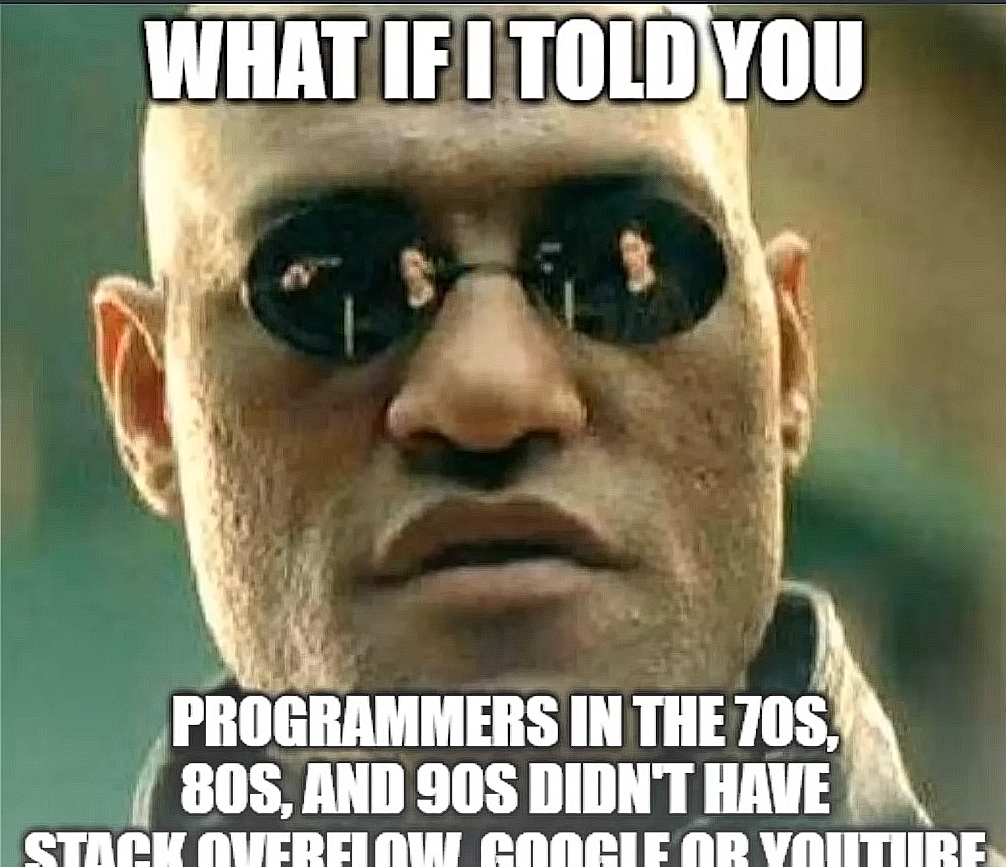 WHAT IF I TOLD YOU
PROGRAMMERS IN THE 70S,
80S, AND 90S DIDN'T HAVE
STACK OVERFLOW, GOOGLE OR YOUTUBE